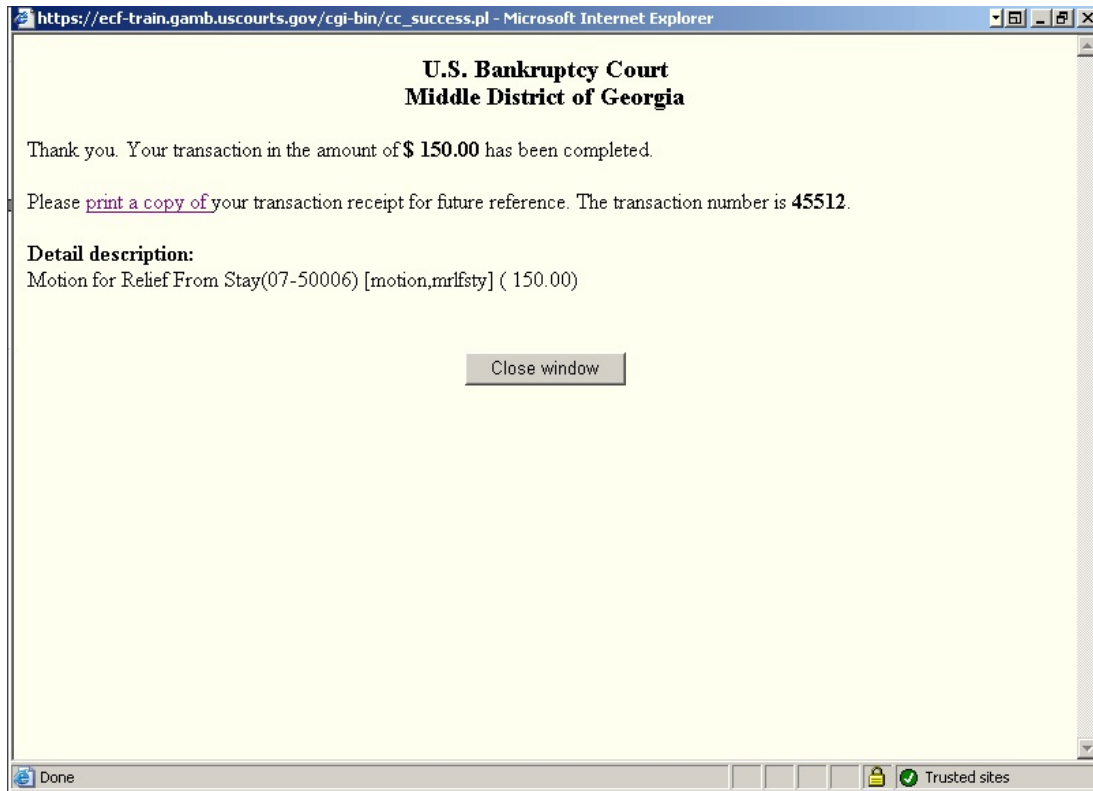 https://ecf-train.gamb.uscourts.gov/cgi-bin/cc_success.pl - Microsoft Internet Explorer
U.S. Bankruptcy Court
Middle District of Georgia
Thank you. Your transaction in the amount of $ 150.00 has been completed.
Please print a copy of your transaction receipt for future reference. The transaction number is 45512.
Detail description:
Motion for Relief From Stay(07-50006) [motion,mrlfsty] ( 150.00)
Close window
Done
Trusted sites